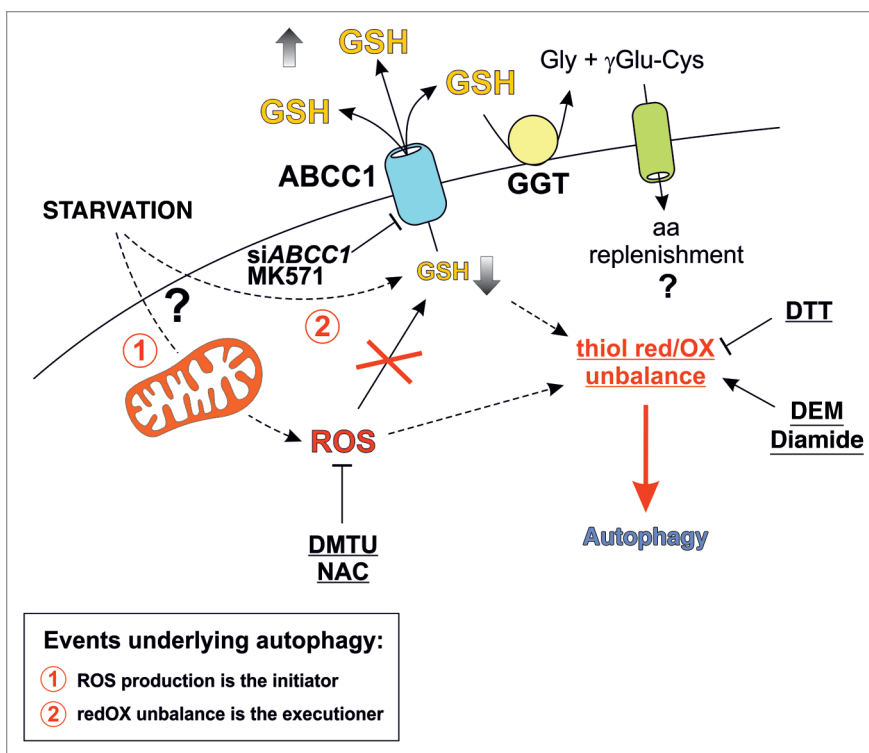 GSH
GSH
GSH
Gly + γGlu-Cys
ABCC1
GGT
STARVATION
siABCC1
MK571
GSH
aa
replenishment
?
?
1
2
DTT
thiol red/OX
unbalance
DEM
Diamide
ROS
DMTU
NAC
Autophagy
Events underlying autophagy:
1 ROS production is the initiator
2 redOX unbalance is the executioner